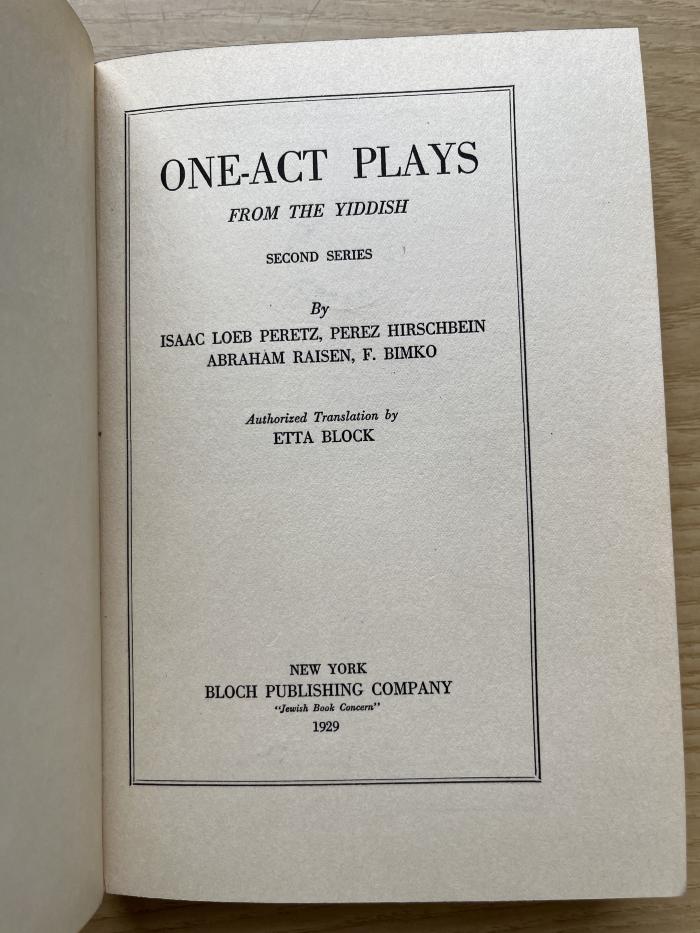 ONE-ACT PLAYS
FROM THE YIDDISH
SECOND SERIES
By
ISAAC LOEB PERETZ, PEREZ HIRSCHBEIN
ABRAHAM RAISEN, F. BIMKO
Authorized Translation by
ETTA BLOCK
NEW YORK
BLOCH PUBLISHING COMPANY
"Jewish Book Concern"
1929